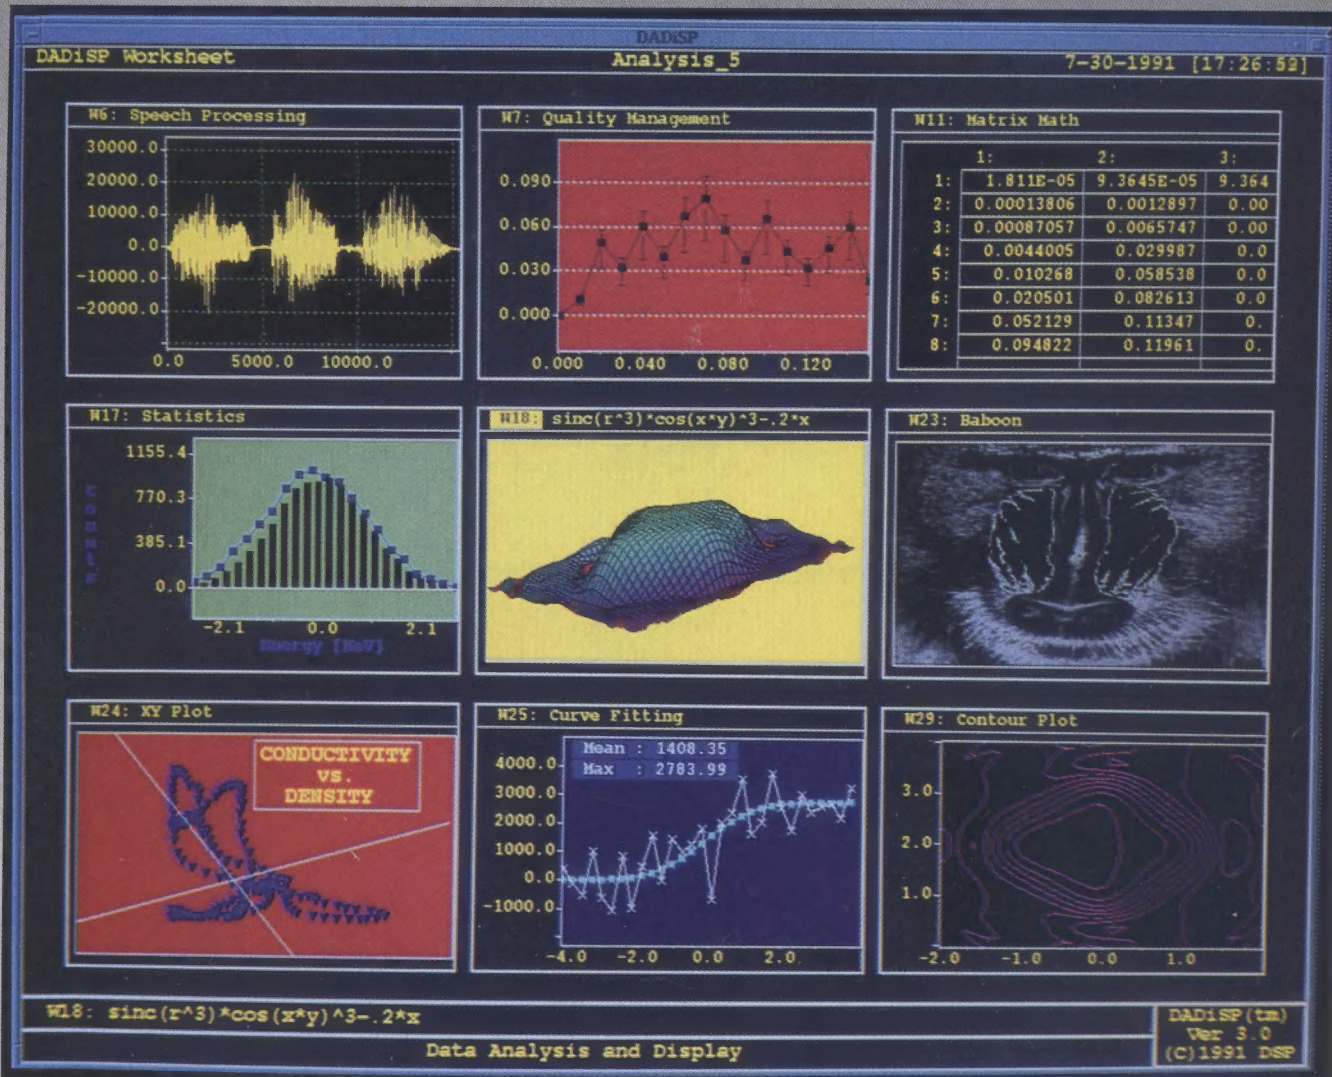 DADiSP
DADiSP Worksheet Analysis_5 7-30-1991 [17:26:59]
W6: Speech Processing
30000.0
20000.0
10000.0
0.0
-10000.0
-20000.0
0.0 5000.0 10000.0
W7: Quality Management
0.090
0.060
0.030
0.000
0.000 0.040 0.080 0.120
W11: Matrix Math
1: 2: 3:
1: 1.811E-05 9.3645E-05 9.364
2: 0.00013806 0.0012897 0.00
3: 0.00087057 0.0065747 0.00
4: 0.0044005 0.029987 0.0
5: 0.010268 0.058538 0.0
6: 0.020501 0.082613 0.0
7: 0.052129 0.11347 0.
8: 0.094822 0.11961 0.
W17: Statistics
1155.4
770.3
385.1
0.0
-2.1 0.0 2.1
Energy [MeV]
W18: sinc(r^3)*cos(x*y)^3-.2*x
W23: Baboon
W24: XY Plot
CONDUCTIVITY
vs.
DENSITY
W25: Curve Fitting
Mean : 1408.35
Max : 2783.99
4000.0
3000.0
2000.0
1000.0
0.0
-1000.0
-4.0 -2.0 0.0 2.0
W29: Contour Plot
3.0
2.0
1.0
-2.0 -1.0 0.0 1.0
W18: sinc(r^3)*cos(x*y)^3-.2*x
Data Analysis and Display
DADiSP(tm)
Ver 3.0
(C)1991 DSP